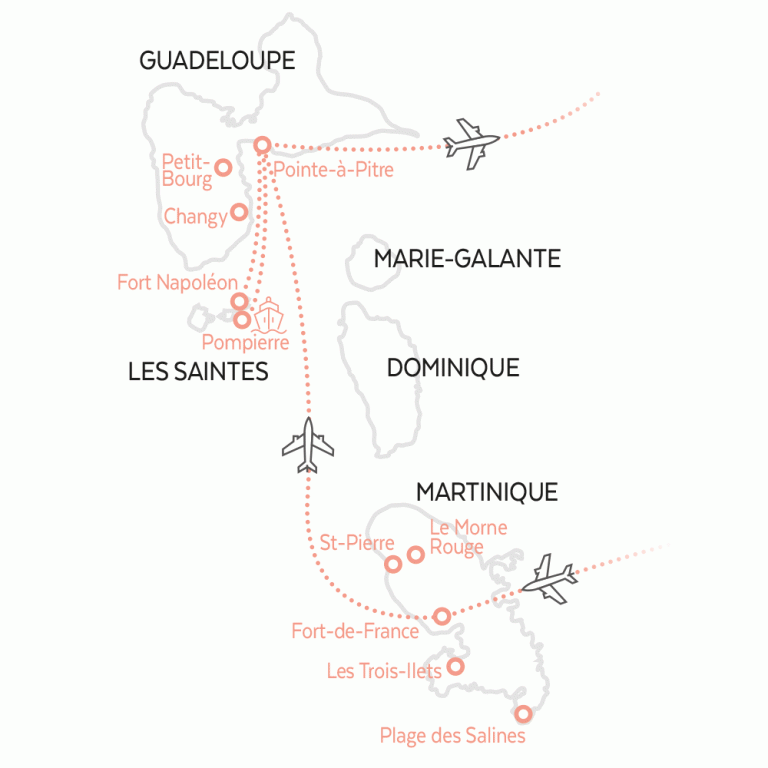 GUADELOUPE
Petit-
Bourg
Pointe-à-Pitre
Changy
MARIE-GALANTE
Fort Napoléon
Pompierre
LES SAINTES
DOMINIQUE
MARTINIQUE
Le Morne
Rouge
St-Pierre
Fort-de-France
Les Trois-Ilets
Plage des Salines